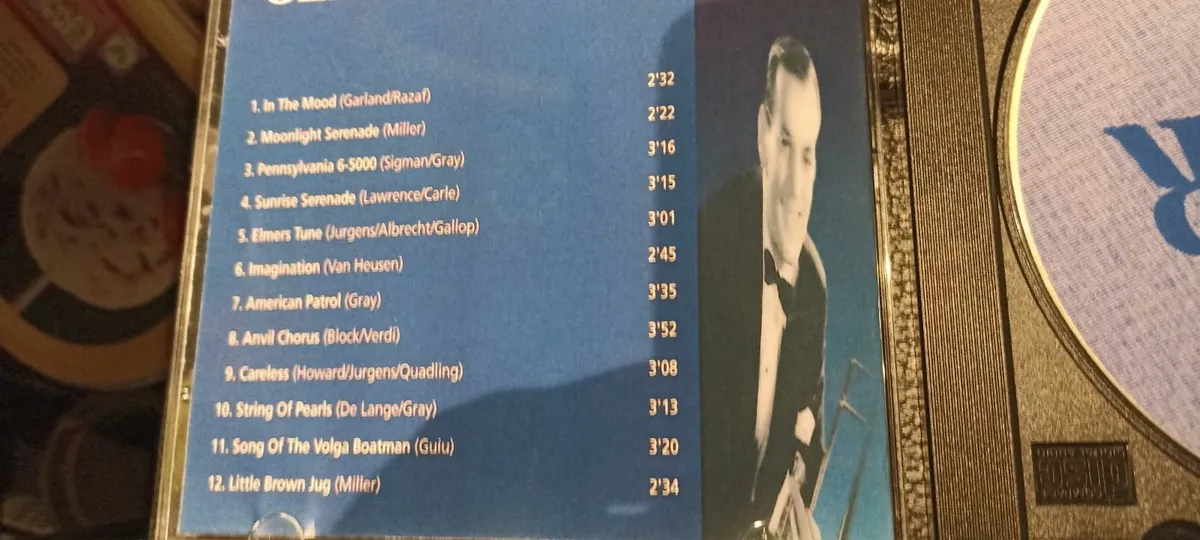 1. In The Mood (Garland/Razaf) 2'32
2. Moonlight Serenade (Miller) 2'22
3. Pennsylvania 6-5000 (Sigman/Gray) 3'16
4. Sunrise Serenade (Lawrence/Carle) 3'15
5. Elmers Tune (Jurgens/Albrecht/Gallop) 3'01
6. Imagination (Van Heusen) 2'45
7. American Patrol (Gray) 3'35
8. Anvil Chorus (Block/Verdi) 3'52
9. Careless (Howard/Jurgens/Quadling) 3'08
10. String Of Pearls (De Lange/Gray) 3'13
11. Song Of The Volga Boatman (Guiu) 3'20
12. Little Brown Jug (Miller) 2'34